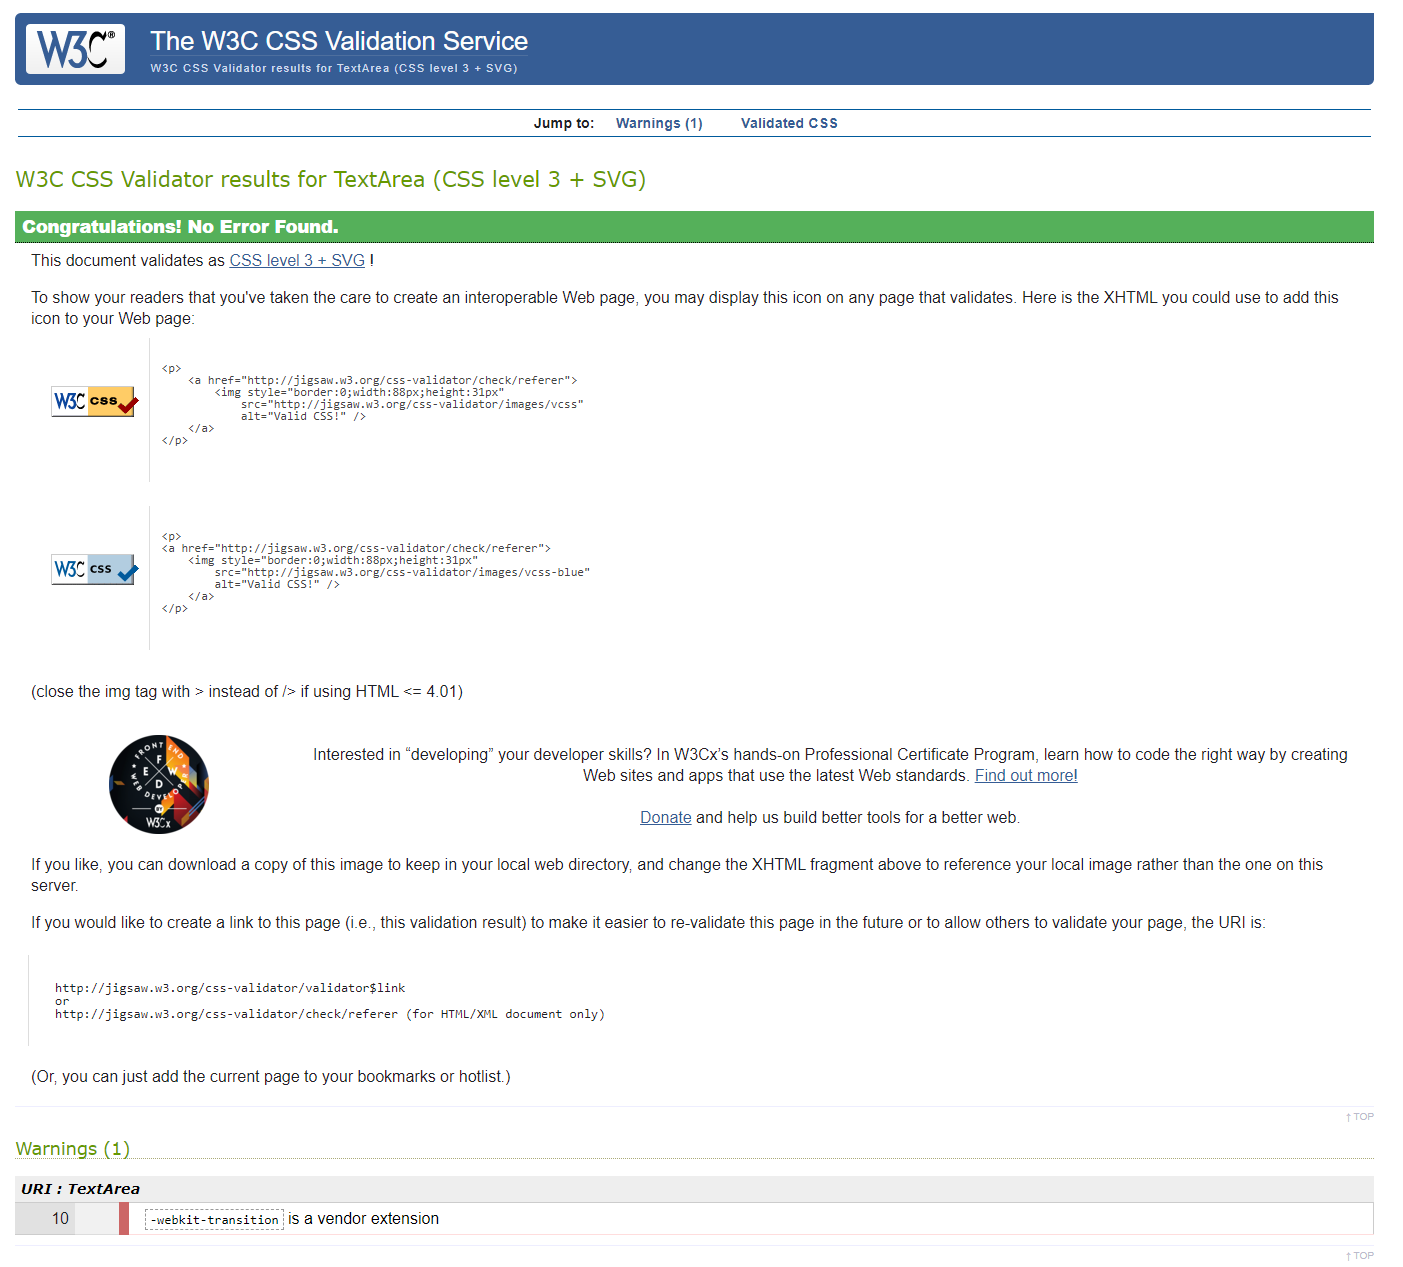 W3C®
The W3C CSS Validation Service
W3C CSS Validator results for TextArea (CSS level 3 + SVG)
Jump to: Warnings (1) Validated CSS
W3C CSS Validator results for TextArea (CSS level 3 + SVG)
Congratulations! No Error Found.
This document validates as CSS level 3 + SVG !
To show your readers that you've taken the care to create an interoperable Web page, you may display this icon on any page that validates. Here is the XHTML you could use to add this
icon to your Web page:
<p>
<a href="http://jigsaw.w3.org/css-validator/check/referer">
<img style="border:0;width:88px;height:31px"
W3C css
src="http://jigsaw.w3.org/css-validator/images/vcss"
alt="Valid CSS!" />
</a>
</p>
<p>
<a href="http://jigsaw.w3.org/css-validator/check/referer">
<img style="border:0;width:88px;height:31px"
W3C css
src="http://jigsaw.w3.org/css-validator/images/vcss-blue"
alt="Valid CSS!" />
</a>
</p>
(close the img tag with > instead of /> if using HTML <= 4.01)
FRONT END
F
E W
D
WEB DEVELOPER
BY
W3Cx
Interested in “developing” your developer skills? In W3Cx’s hands-on Professional Certificate Program, learn how to code the right way by creating
Web sites and apps that use the latest Web standards. Find out more!
Donate and help us build better tools for a better web.
If you like, you can download a copy of this image to keep in your local web directory, and change the XHTML fragment above to reference your local image rather than the one on this
server.
If you would like to create a link to this page (i.e., this validation result) to make it easier to re-validate this page in the future or to allow others to validate your page, the URI is:
http://jigsaw.w3.org/css-validator/validator$link
or
http://jigsaw.w3.org/css-validator/check/referer (for HTML/XML document only)
(Or, you can just add the current page to your bookmarks or hotlist.)
↑ TOP
Warnings (1)
URI : TextArea
10 -webkit-transition is a vendor extension
↑ TOP